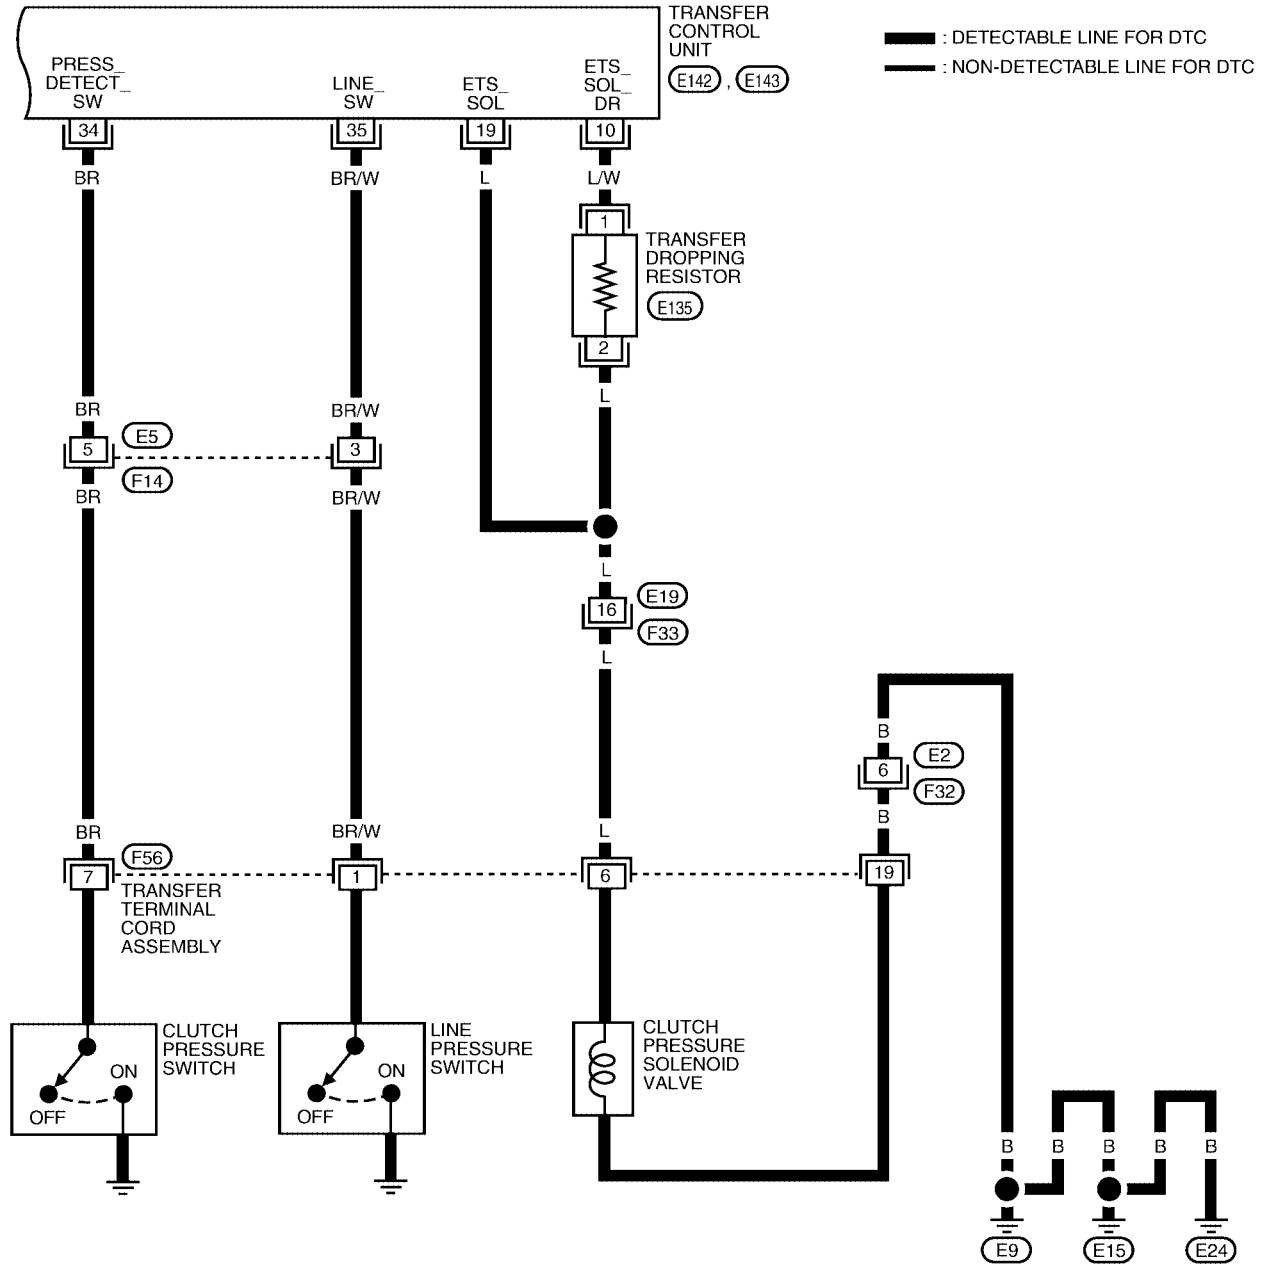 TRANSFER
CONTROL
UNIT
E142 , E143
: DETECTABLE LINE FOR DTC
: NON-DETECTABLE LINE FOR DTC
PRESS_
DETECT_
SW
LINE_
SW
ETS_
SOL
ETS_
SOL_
DR
34
35
19
10
BR
BR/W
L
L/W
1
TRANSFER
DROPPING
RESISTOR
E135
2
L
BR
BR/W
5
E5
3
F14
BR
BR/W
L
16
E19
F33
L
B
6
E2
F32
B
BR
BR/W
L
7
F56
1
6
19
TRANSFER
TERMINAL
CORD
ASSEMBLY
CLUTCH
PRESSURE
SWITCH
ON
OFF
LINE
PRESSURE
SWITCH
ON
OFF
CLUTCH
PRESSURE
SOLENOID
VALVE
B
B
B
B
B
E9
E15
E24